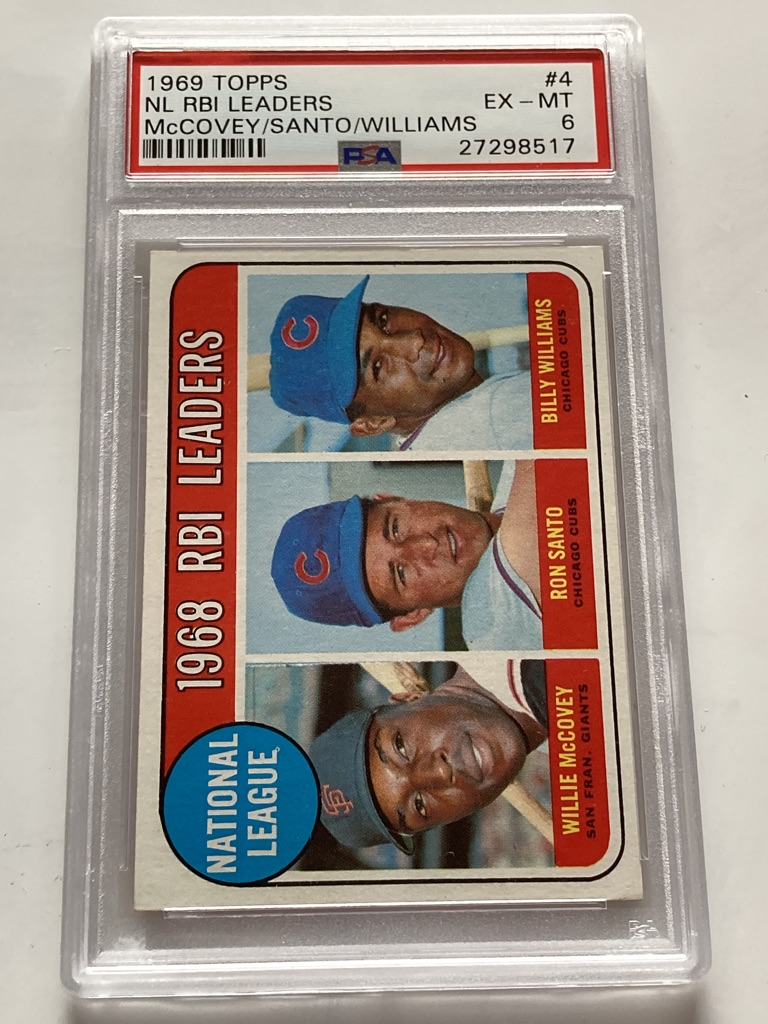 1969 TOPPS #4
NL RBI LEADERS EX - MT
McCOVEY/SANTO/WILLIAMS 6
PSA 27298517
1968 RBI LEADERS
NATIONAL
LEAGUE
C
BILLY WILLIAMS
CHICAGO CUBS
C
RON SANTO
CHICAGO CUBS
SF
WILLIE McCOVEY
SAN FRAN. GIANTS